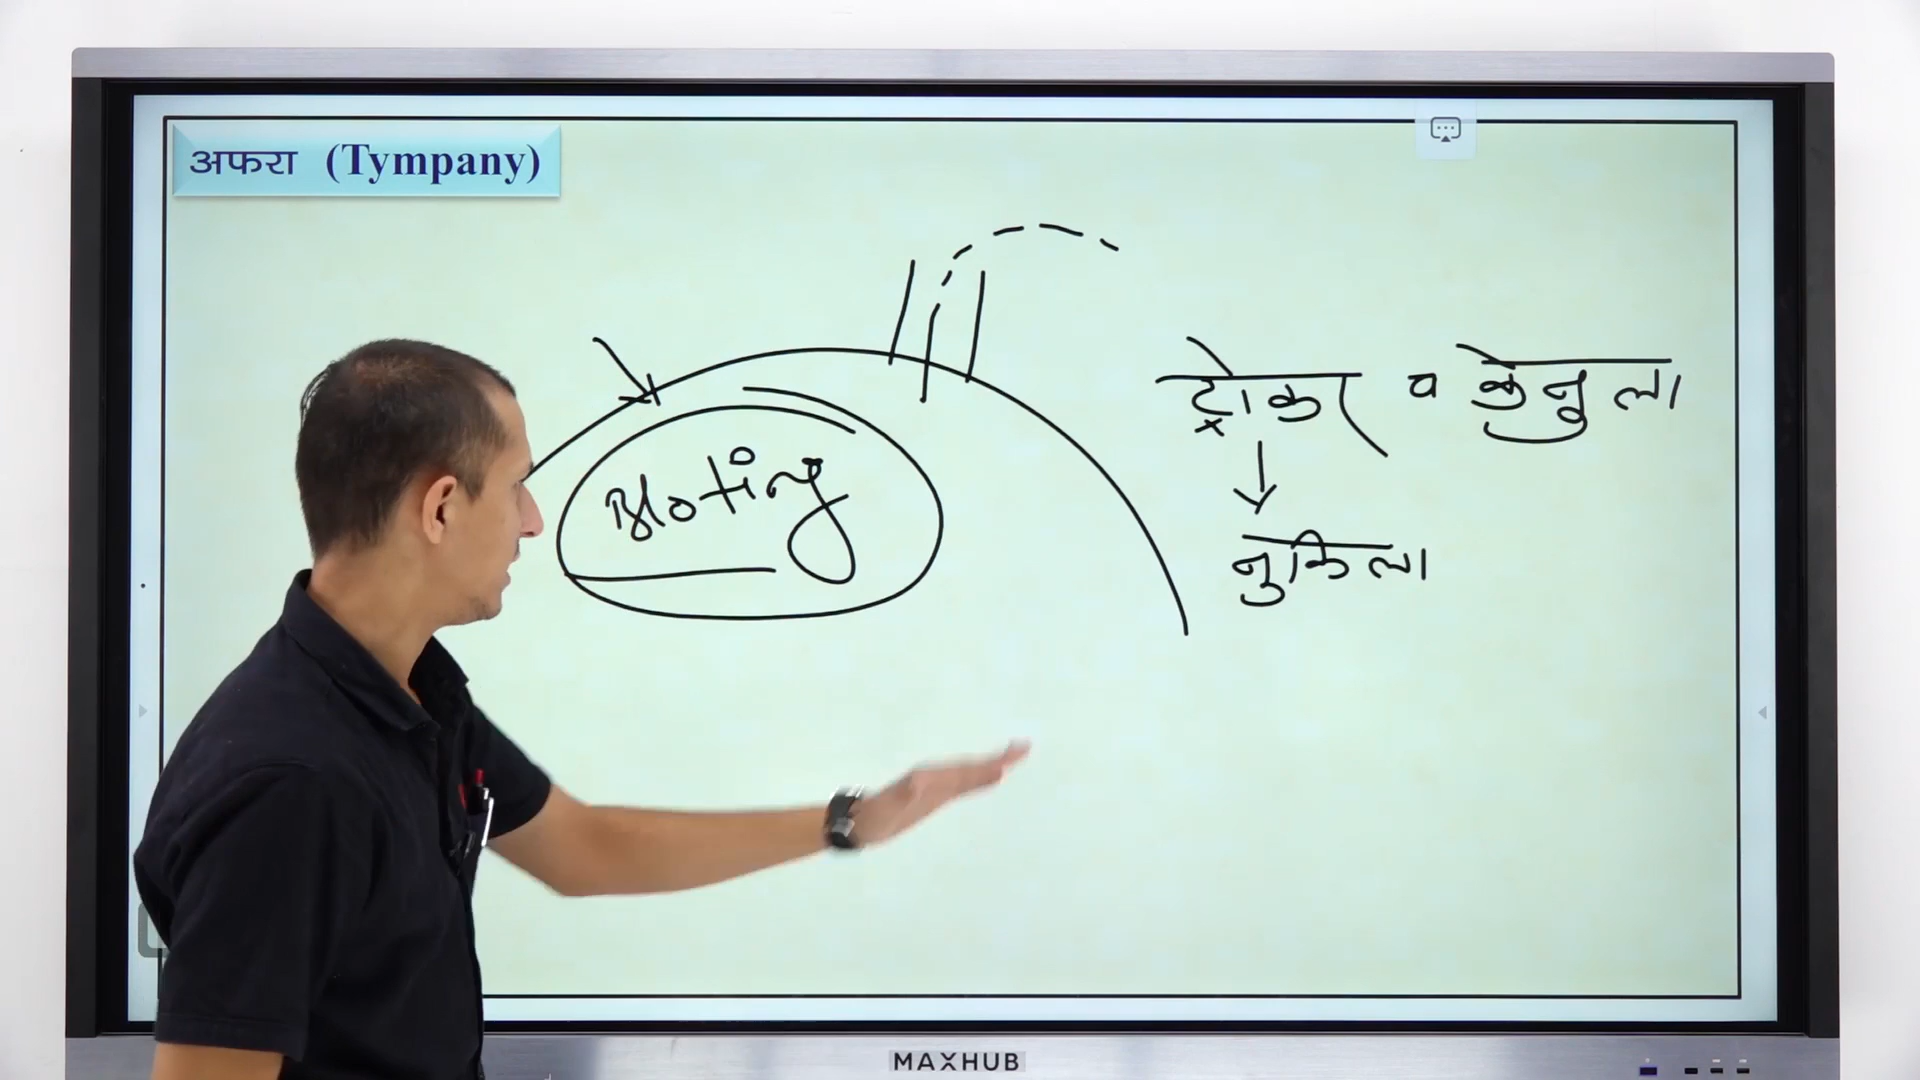 अफरा (Tympany)
ट्रोकार व केनुला
Bloting
नुकिला
MAXHUB